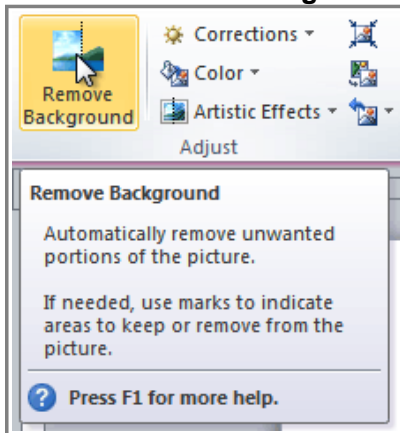 Remove
Background
Corrections
Color
Artistic Effects
Adjust
Remove Background
Automatically remove unwanted
portions of the picture.
If needed, use marks to indicate
areas to keep or remove from the
picture.
Press F1 for more help.